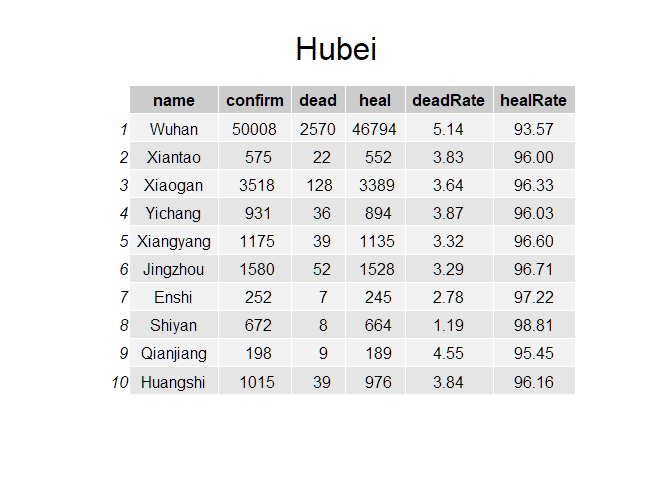 Hubei
name confirm dead heal deadRate healRate
1 Wuhan 50008 2570 46794 5.14 93.57
2 Xiantao 575 22 552 3.83 96.00
3 Xiaogan 3518 128 3389 3.64 96.33
4 Yichang 931 36 894 3.87 96.03
5 Xiangyang 1175 39 1135 3.32 96.60
6 Jingzhou 1580 52 1528 3.29 96.71
7 Enshi 252 7 245 2.78 97.22
8 Shiyan 672 8 664 1.19 98.81
9 Qianjiang 198 9 189 4.55 95.45
10 Huangshi 1015 39 976 3.84 96.16